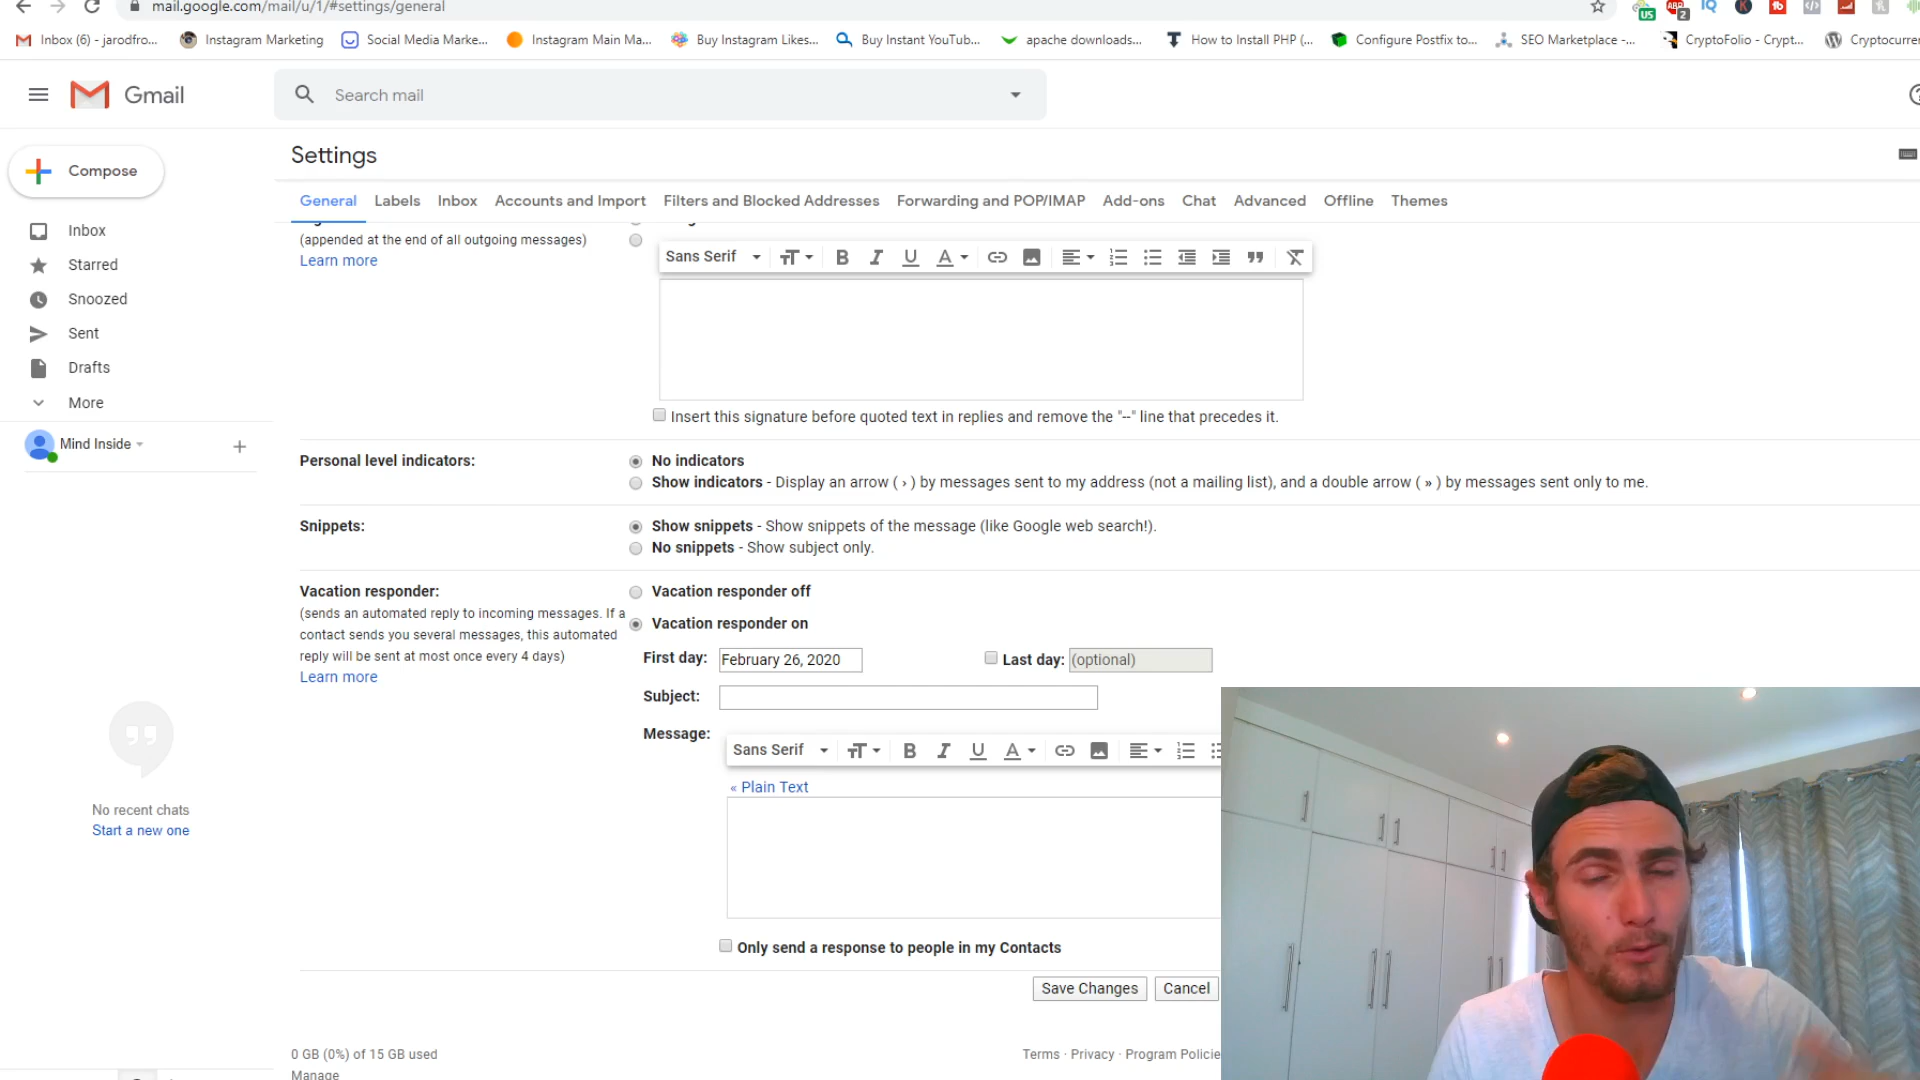 mail.google.com/mail/u/1/#settings/general
US
ABP
2
IQ
K
Inbox (6) - jarodfro...
Instagram Marketing
Social Media Marke...
Instagram Main Ma...
Buy Instagram Likes...
Buy Instant YouTub...
apache downloads...
How to Install PHP (...
Configure Postfix to...
SEO Marketplace -...
CryptoFolio - Crypt...
Cryptocurre
Gmail
Search mail
Settings
Compose
General Labels Inbox Accounts and Import Filters and Blocked Addresses Forwarding and POP/IMAP Add-ons Chat Advanced Offline Themes
Inbox
Starred
Snoozed
Sent
Drafts
More
Mind Inside
No recent chats
Start a new one
(appended at the end of all outgoing messages)
Learn more
Sans Serif
Insert this signature before quoted text in replies and remove the "--" line that precedes it.
Personal level indicators:
No indicators
Show indicators - Display an arrow ( › ) by messages sent to my address (not a mailing list), and a double arrow ( » ) by messages sent only to me.
Snippets:
Show snippets - Show snippets of the message (like Google web search!).
No snippets - Show subject only.
Vacation responder:
(sends an automated reply to incoming messages. If a
contact sends you several messages, this automated
reply will be sent at most once every 4 days)
Learn more
Vacation responder off
Vacation responder on
First day: February 26, 2020
Last day: (optional)
Subject:
Message:
Sans Serif
« Plain Text
Only send a response to people in my Contacts
Save Changes
Cancel
0 GB (0%) of 15 GB used
Manage
Terms · Privacy · Program Policie